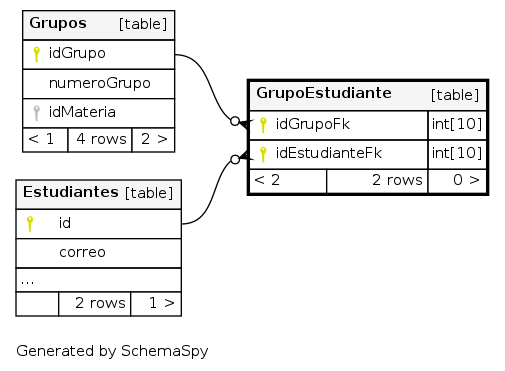 Grupos [table]
idGrupo
numeroGrupo
idMateria
< 1 4 rows 2 >
GrupoEstudiante [table]
idGrupoFk int[10]
idEstudianteFk int[10]
< 2 2 rows 0 >
Estudiantes [table]
id
correo
...
2 rows 1 >
Generated by SchemaSpy